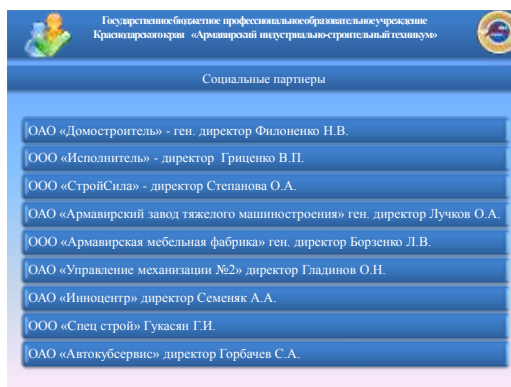 Государственное бюджетное профессиональное образовательное учреждение
Краснодарского края «Армавирский индустриально-строительный техникум»
Социальные партнеры
ОАО «Домостроитель» - ген. директор Филоненко Н.В.
ООО «Исполнитель» - директор Гриценко В.П.
ООО «СтройСила» - директор Степанова О.А.
ОАО «Армавирский завод тяжелого машиностроения» ген. директор Лучков О.А.
ООО «Армавирская мебельная фабрика» ген. директор Борзенко Л.В.
ОАО «Управление механизации №2» директор Гладинов О.Н.
ОАО «Инноцентр» директор Семеняк А.А.
ООО «Спец строй» Гукасян Г.И.
ОАО «Автокубсервис» директор Горбачев С.А.